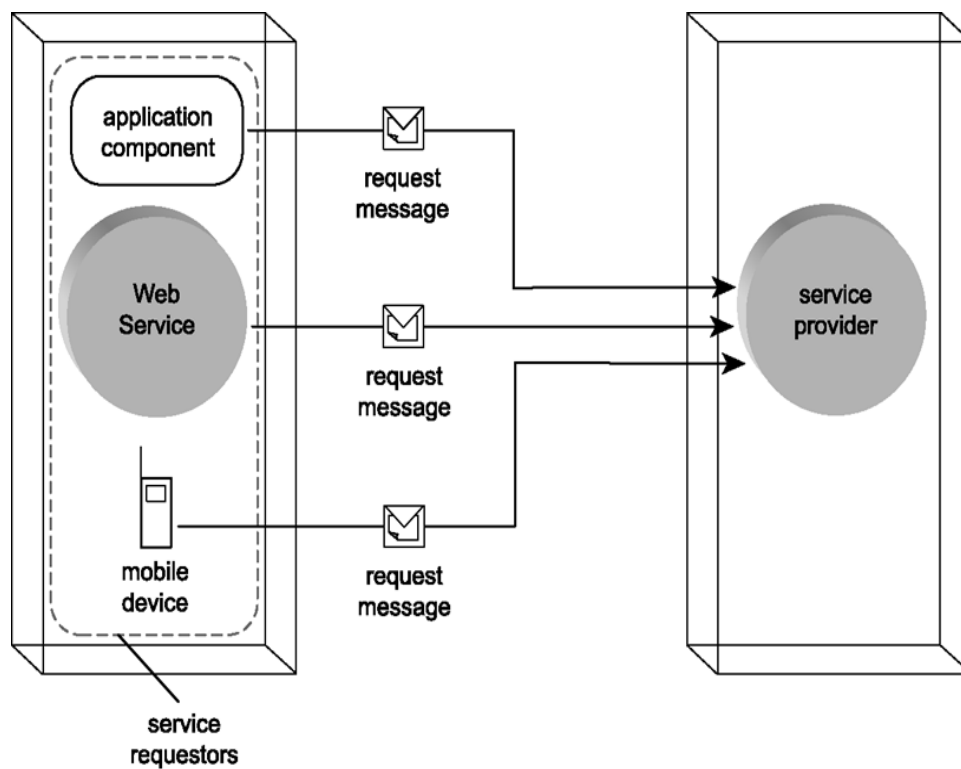 application
component
request
message
Web
Service
request
message
service
provider
mobile
device
request
message
service
requestors